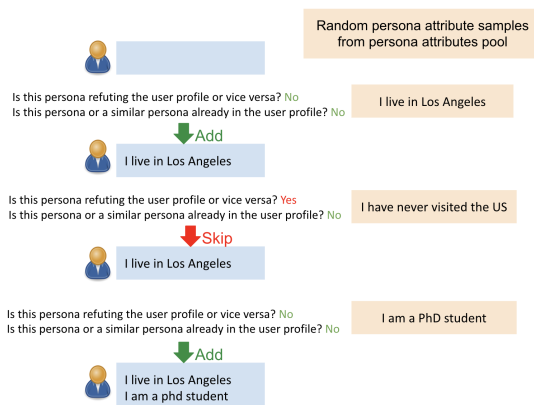 Random persona attribute samples
from persona attributes pool
Is this persona refuting the user profile or vice versa? No
Is this persona or a similar persona already in the user profile? No
I live in Los Angeles
Add
I live in Los Angeles
Is this persona refuting the user profile or vice versa? Yes
Is this persona or a similar persona already in the user profile? No
I have never visited the US
Skip
I live in Los Angeles
Is this persona refuting the user profile or vice versa? No
Is this persona or a similar persona already in the user profile? No
I am a PhD student
Add
I live in Los Angeles
I am a phd student